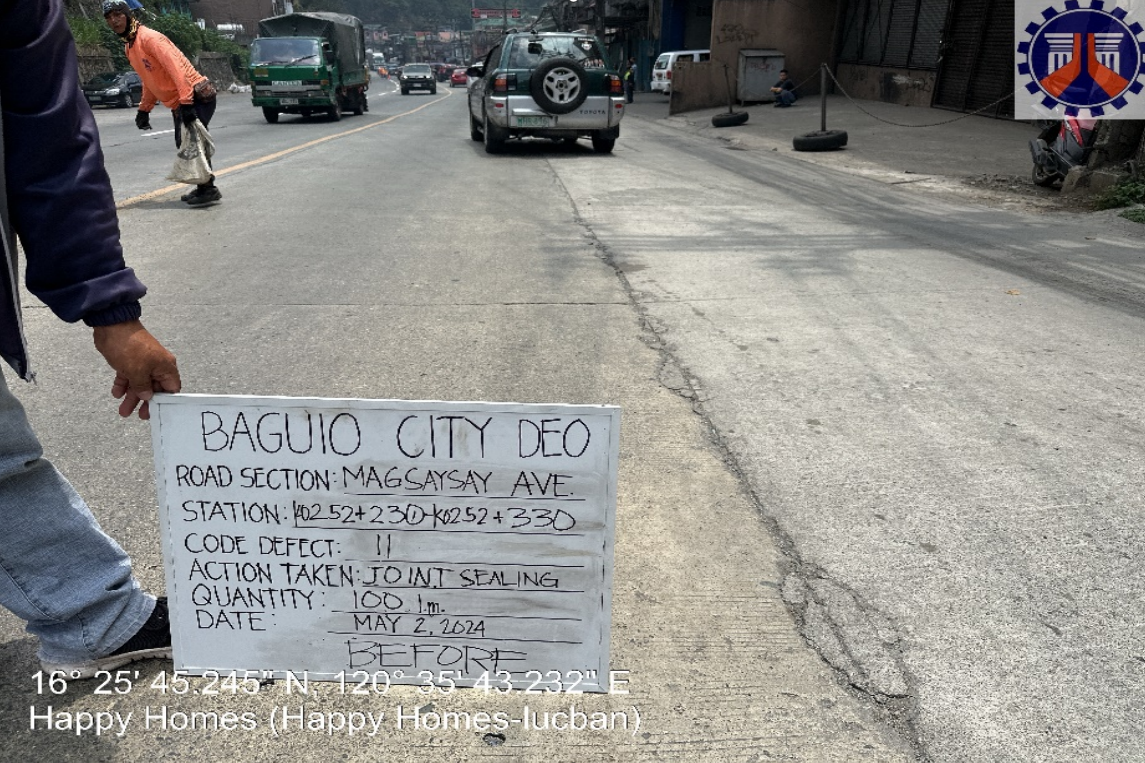 BAGUIO CITY DEO
ROAD SECTION: MAGSAYSAY AVE.
STATION: K0252+230-K0252+330
CODE DEFECT: 11
ACTION TAKEN: JOINT SEALING
QUANTITY: 100 l.m.
DATE: MAY 2, 2024
BEFORE
16° 25' 45.245" N, 120° 35' 43.232" E
Happy Homes (Happy Homes-lucban)